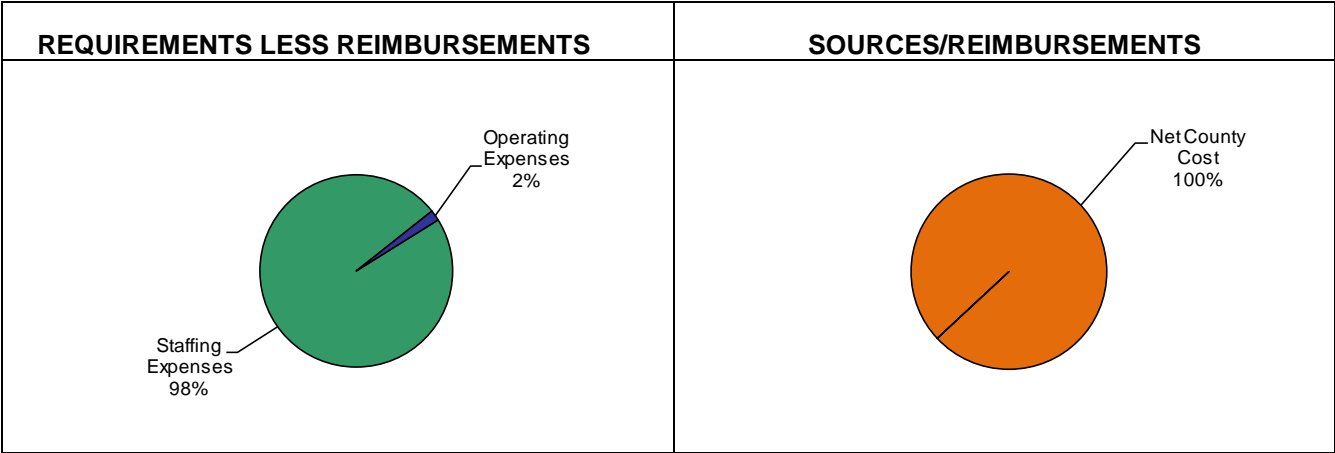 REQUIREMENTS LESS REIMBURSEMENTS
Operating
Expenses
2%
Staffing
Expenses
98%
SOURCES/REIMBURSEMENTS
Net County
Cost
100%